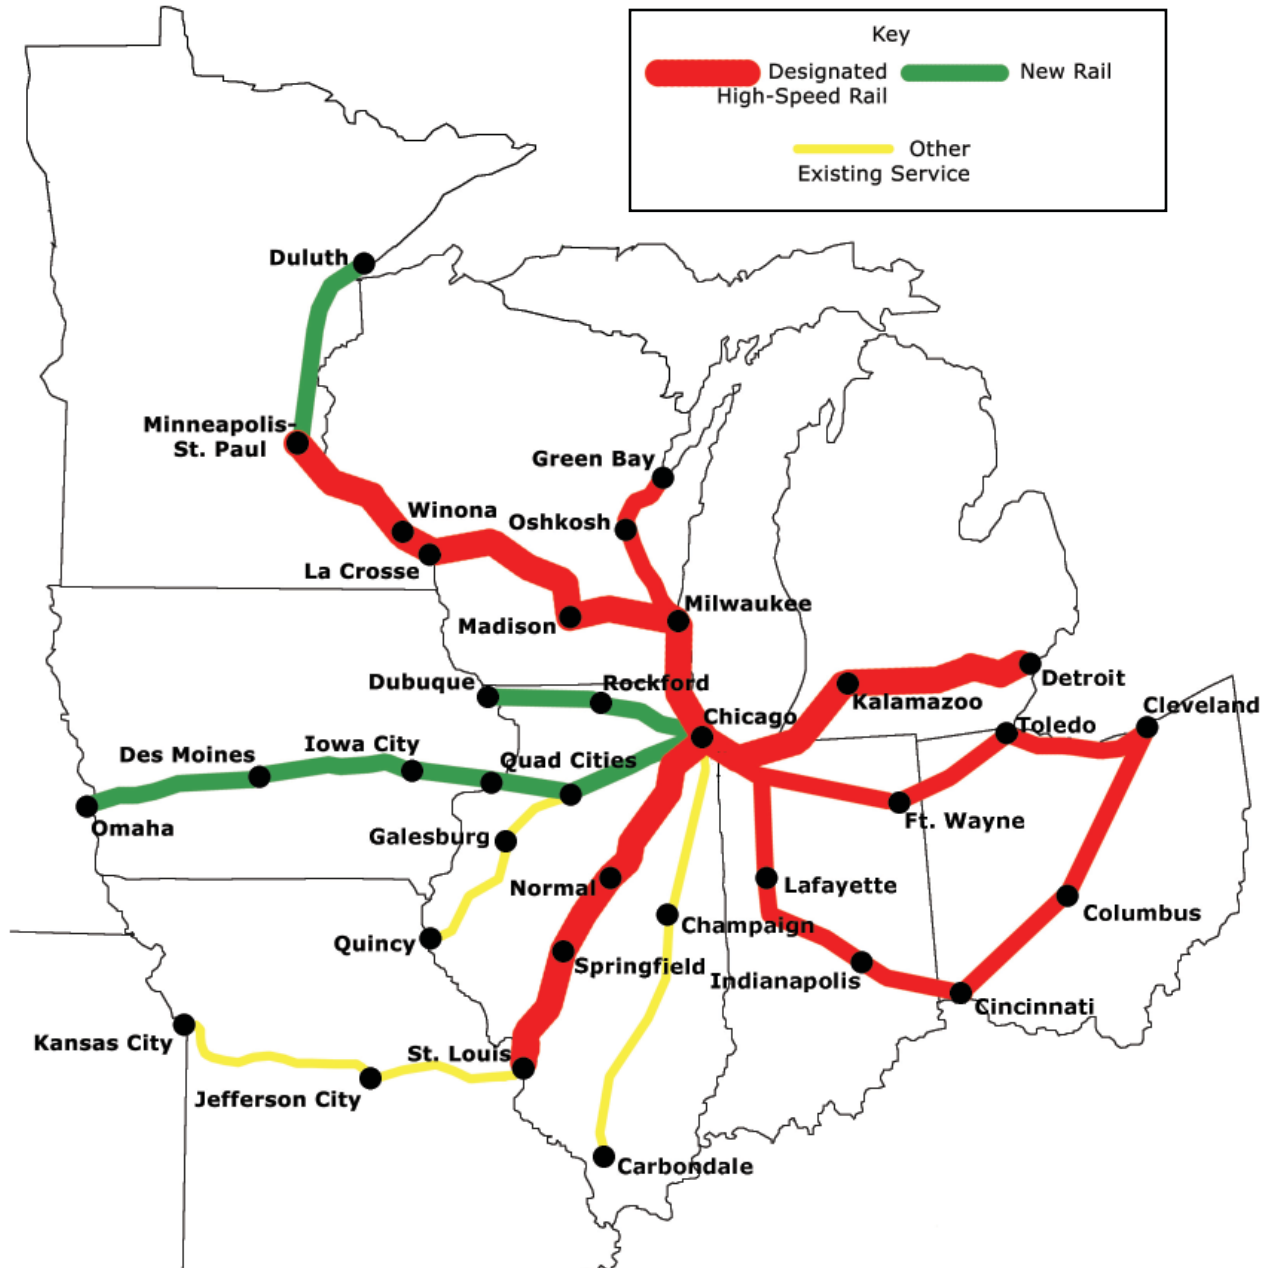 Key
Designated
High-Speed Rail
New Rail
Other
Existing Service
Duluth
Minneapolis-
St. Paul
Green Bay
Winona
Oshkosh
La Crosse
Milwaukee
Madison
Detroit
Dubuque
Rockford
Kalamazoo
Cleveland
Chicago
Toledo
Iowa City
Des Moines
Quad Cities
Omaha
Ft. Wayne
Galesburg
Normal
Lafayette
Columbus
Champaign
Quincy
Springfield
Indianapolis
Cincinnati
Kansas City
St. Louis
Jefferson City
Carbondale